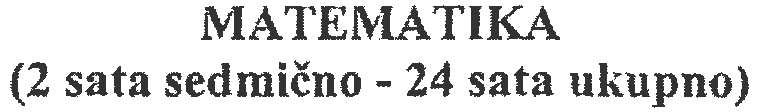 MATEMATIKA
(2 sata sedmično - 24 sata ukupno)